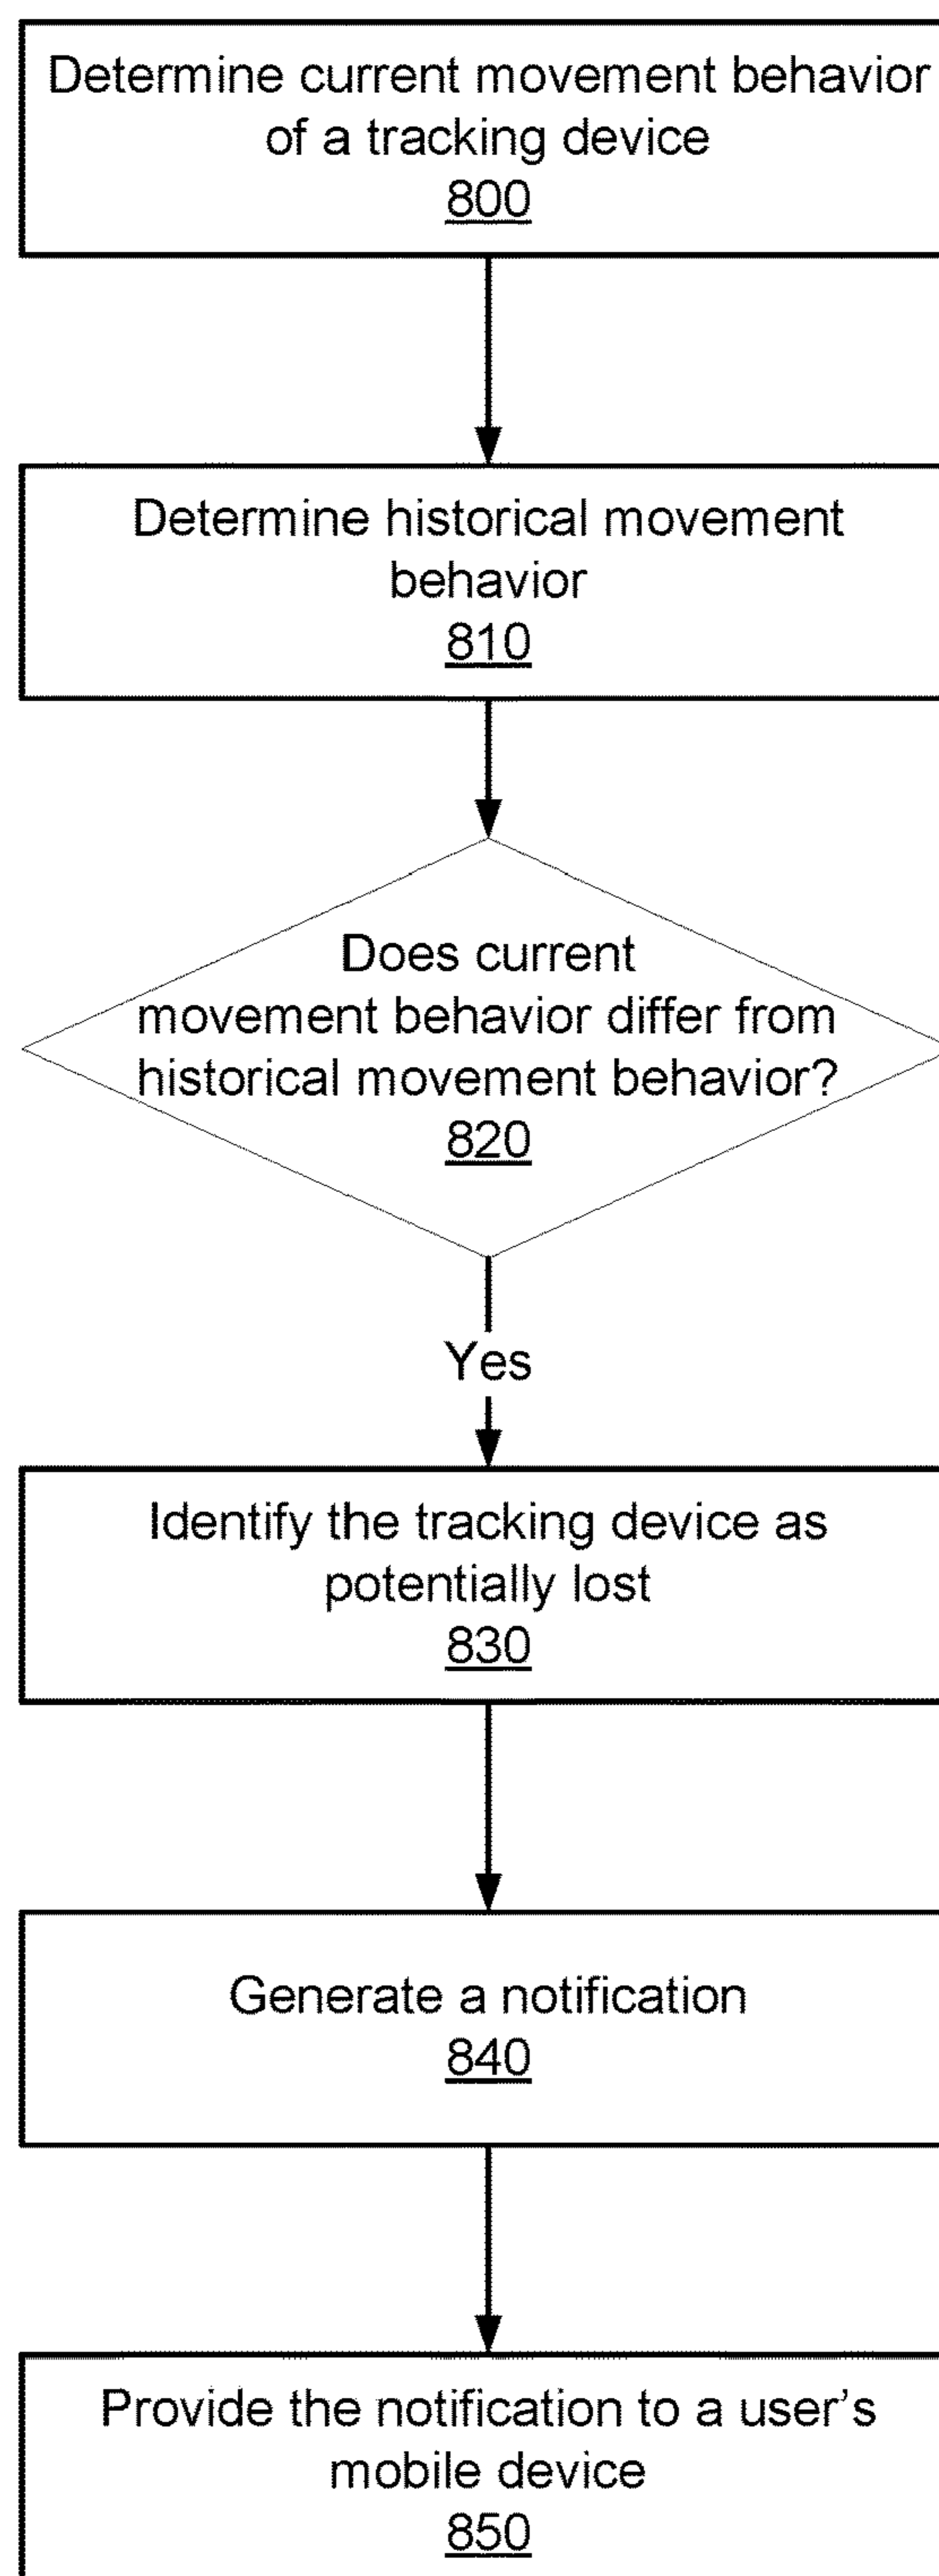 Determine current movement behavior
of a tracking device
800
Determine historical movement
behavior
810
Does current
movement behavior differ from
historical movement behavior?
820
Yes
Identify the tracking device as
potentially lost
830
Generate a notification
840
Provide the notification to a user's
mobile device
850